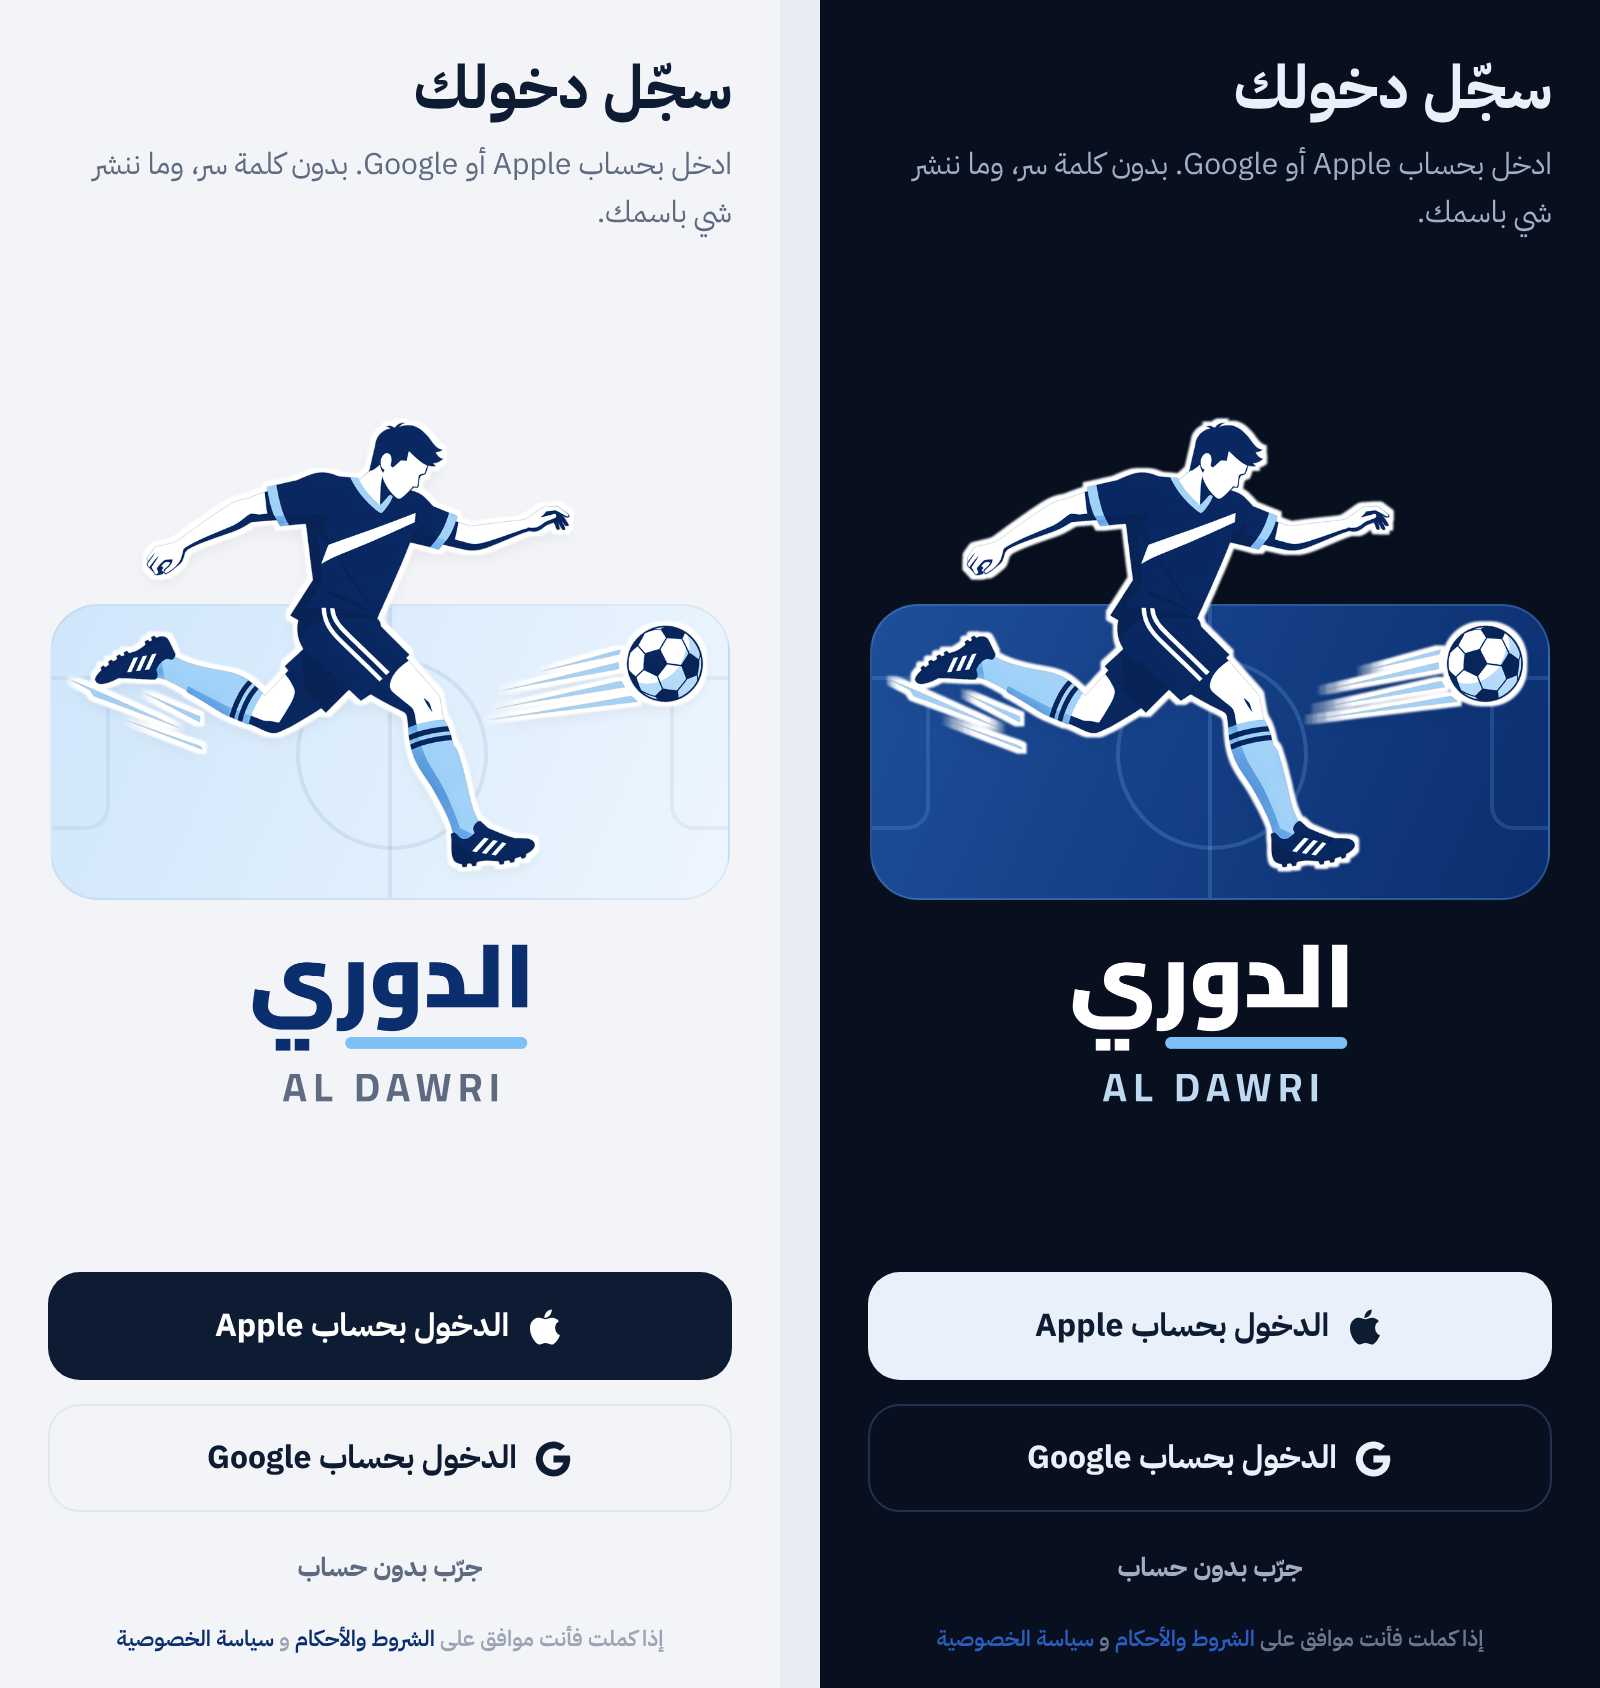 سجّل دخولك
ادخل بحساب Apple أو Google. بدون كلمة سر، وما ننشر
شي باسمك.
الدوري
AL DAWRI
الدخول بحساب Apple
الدخول بحساب Google
جرّب بدون حساب
إذا كملت فأنت موافق على الشروط والأحكام و سياسة الخصوصية
سجّل دخولك
ادخل بحساب Apple أو Google. بدون كلمة سر، وما ننشر
شي باسمك.
الدوري
AL DAWRI
الدخول بحساب Apple
الدخول بحساب Google
جرّب بدون حساب
إذا كملت فأنت موافق على الشروط والأحكام و سياسة الخصوصية